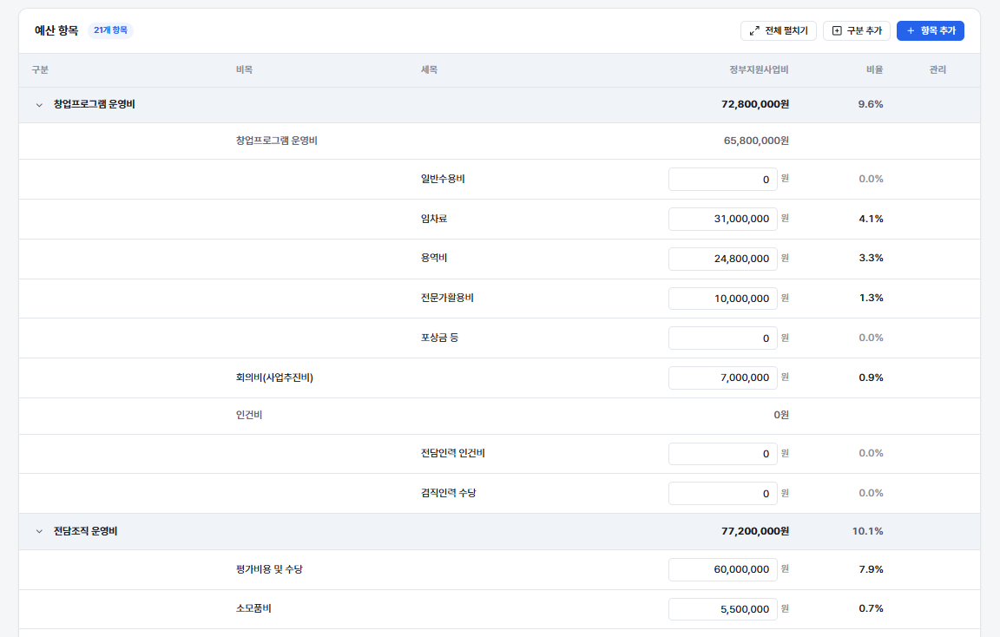 예산 항목 21개 항목 전체 펼치기 구분 추가 + 항목 추가
구분 비목 세목 정부지원사업비 비율 관리
창업프로그램 운영비 72,800,000원 9.6%
창업프로그램 운영비 65,800,000원
일반수용비 0 원 0.0%
임차료 31,000,000 원 4.1%
용역비 24,800,000 원 3.3%
전문가활용비 10,000,000 원 1.3%
포상금 등 0 원 0.0%
회의비(사업추진비) 7,000,000 원 0.9%
인건비 0원
전담인력 인건비 0 원 0.0%
겸직인력 수당 0 원 0.0%
전담조직 운영비 77,200,000원 10.1%
평가비용 및 수당 60,000,000 원 7.9%
소모품비 5,500,000 원 0.7%